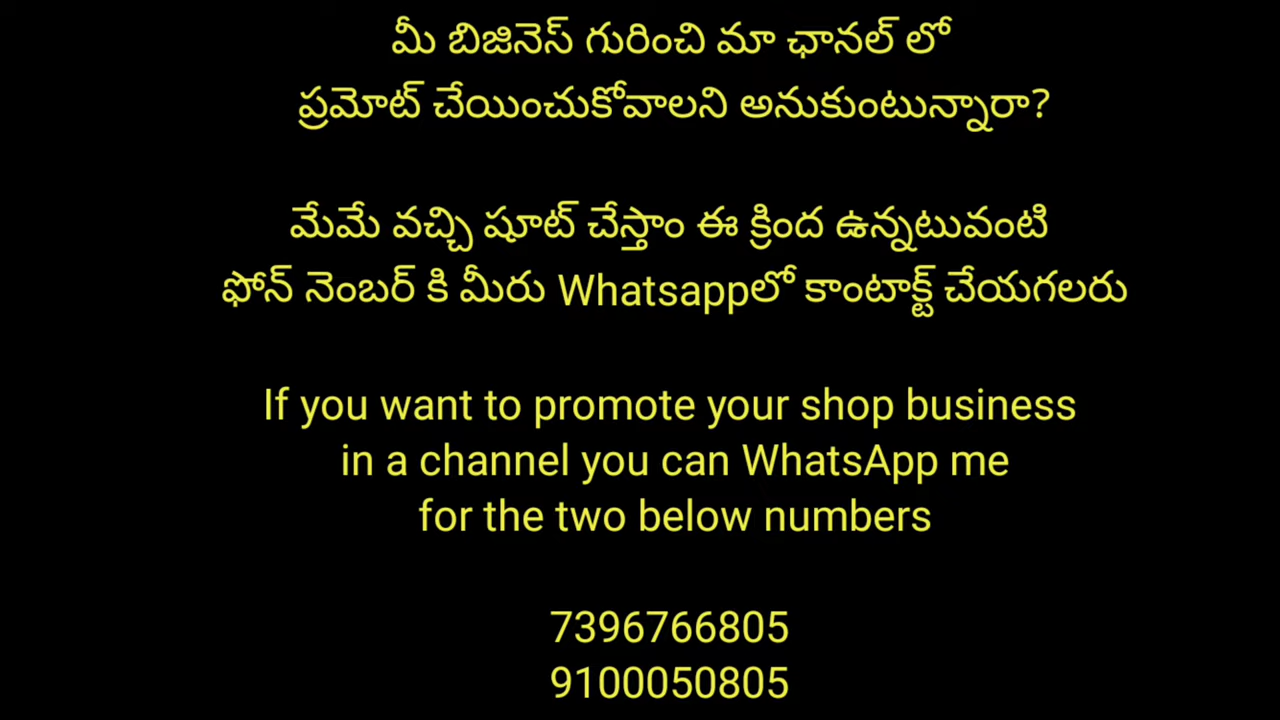 మీ బిజినెస్ గురించి మా ఛానల్ లో
ప్రమోట్ చేయించుకోవాలని అనుకుంటున్నారా?
మేమే వచ్చి షూట్ చేస్తాం ఈ క్రింద ఉన్నటువంటి
ఫోన్ నెంబర్ కి మీరు Whatsappలో కాంటాక్ట్ చేయగలరు
If you want to promote your shop business
in a channel you can WhatsApp me
for the two below numbers
7396766805
9100050805